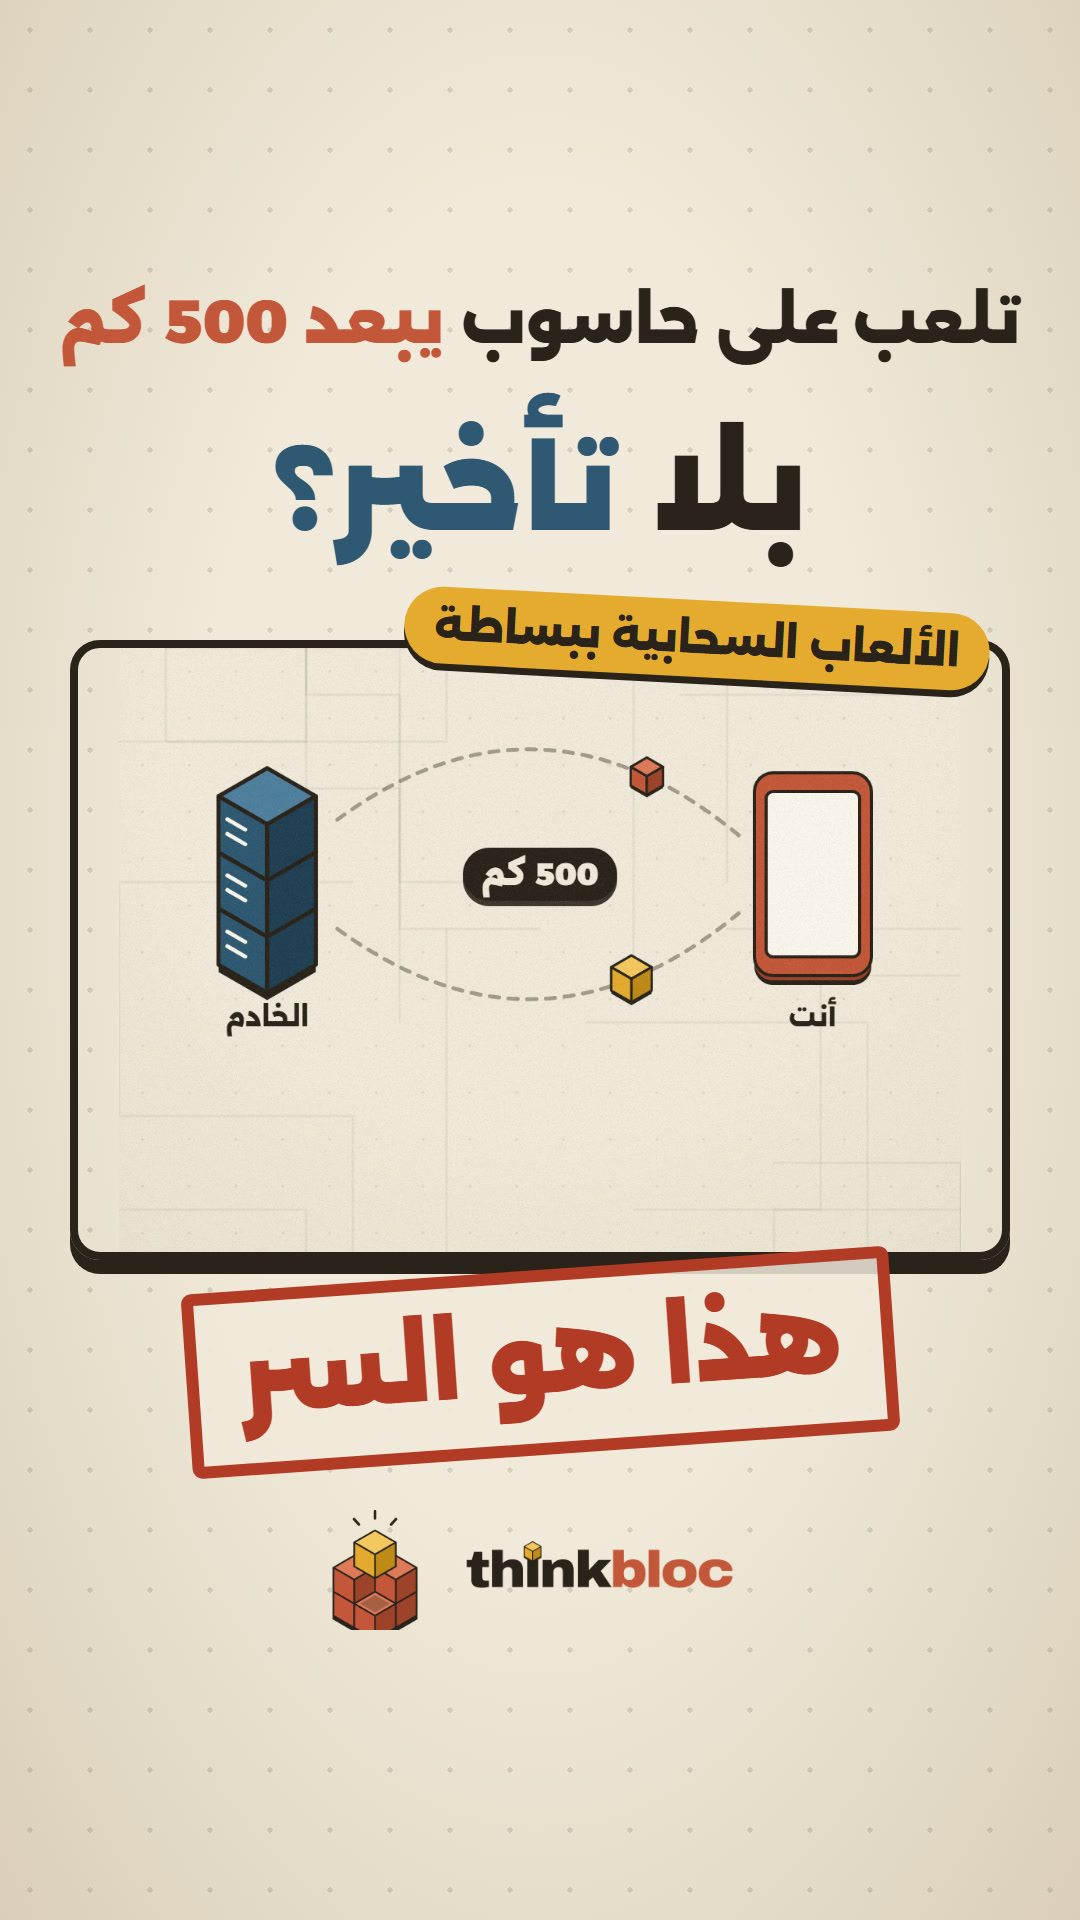 تلعب على حاسوب يبعد 500 كم
بلا تأخير؟
الألعاب السحابية ببساطة
500 كم
الخادم
أنت
هذا هو السر
thinkbloc